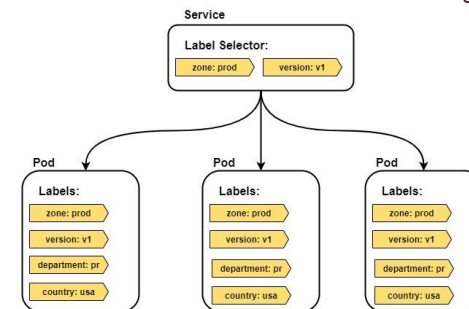 Service
Label Selector:
zone: prod version: v1
Pod
Labels:
zone: prod
version: v1
department: pr
country: usa
Pod
Labels:
zone: prod
version: v1
department: pr
country: usa
Pod
Labels:
zone: prod
version: v1
department: pr
country: usa